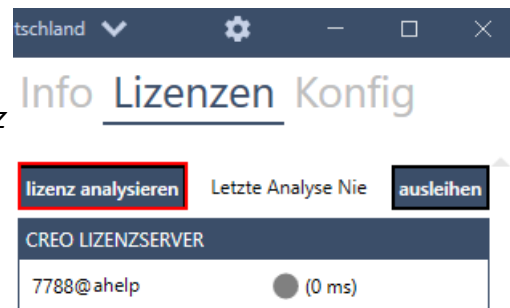 tschland
Info Lizenzen Konfig
z
lizenz analysieren Letzte Analyse Nie ausleihen
CREO LIZENZSERVER
7788@ahelp (0 ms)